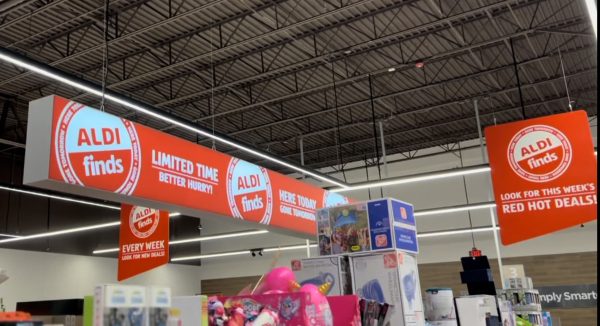 ALDI
finds
LIMITED TIME
BETTER HURRY!
ALDI
finds
HERE TODAY
GONE TOMORROW
ALDI
finds
EVERY WEEK
LOOK FOR NEW DEALS!
ALDI
finds
LOOK FOR THIS WEEK'S
RED HOT DEALS!
mply Smarte